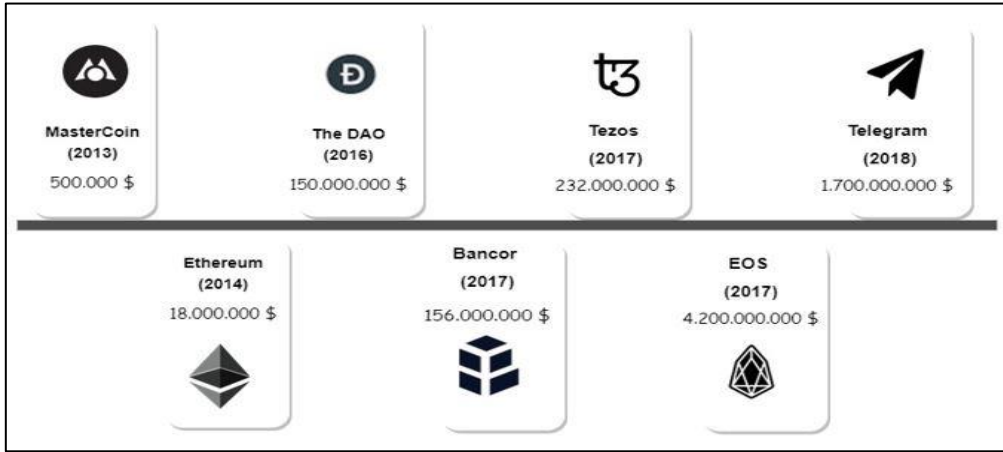 MasterCoin
(2013)
500.000 $
The DAO
(2016)
150.000.000 $
Tezos
(2017)
232.000.000 $
Telegram
(2018)
1.700.000.000 $
Ethereum
(2014)
18.000.000 $
Bancor
(2017)
156.000.000 $
EOS
(2017)
4.200.000.000 $